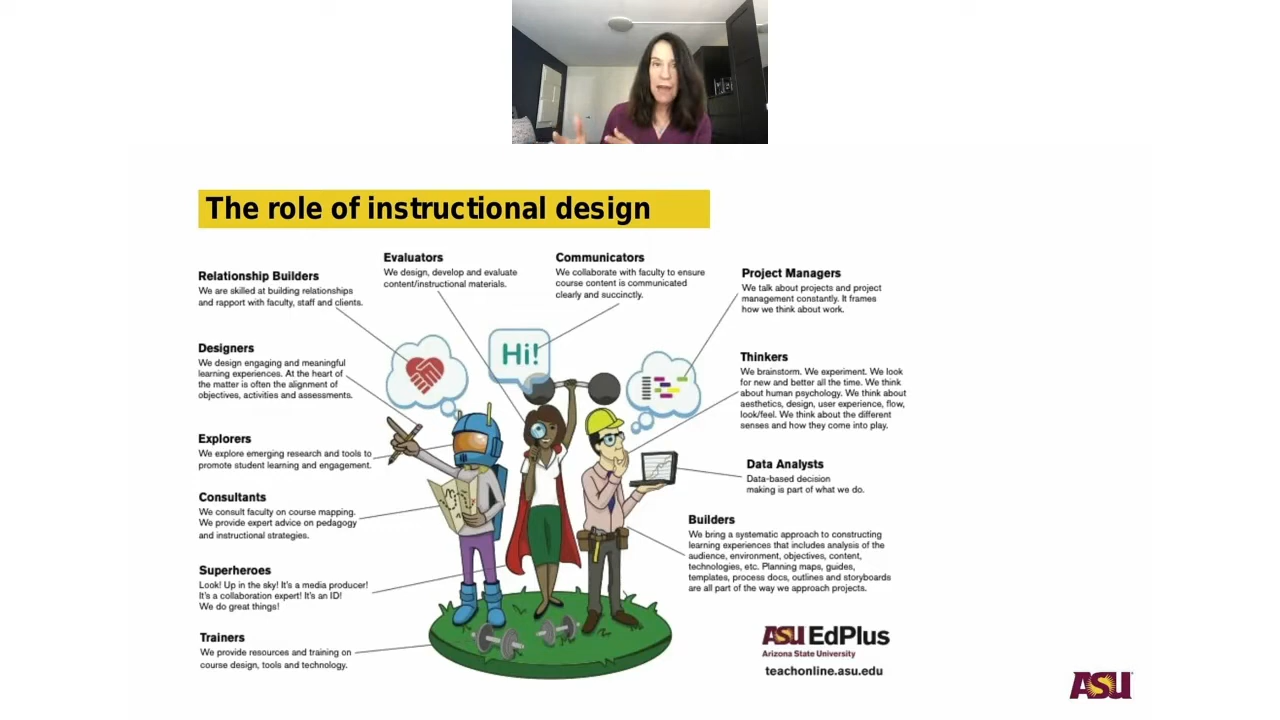 The role of instructional design
Relationship Builders
We are skilled at building relationships
and rapport with faculty, staff and clients.
Evaluators
We design, develop and evaluate
content/instructional materials.
Communicators
We collaborate with faculty to ensure
course content is communicated
clearly and succinctly.
Project Managers
We talk about projects and project
management constantly. It frames
how we think about work.
Designers
We design engaging and meaningful
learning experiences. At the heart of
the matter is often the alignment of
objectives, activities and assessments.
Hi!
Thinkers
We brainstorm. We experiment. We look
for new and better all the time. We think
about human psychology. We think about
aesthetics, design, user experience, flow,
look/feel. We think about the different
senses and how they come into play.
Explorers
We explore emerging research and tools to
promote student learning and engagement.
Data Analysts
Data-based decision
making is part of what we do.
Consultants
We consult faculty on course mapping.
We provide expert advice on pedagogy
and instructional strategies.
Builders
We bring a systematic approach to constructing
learning experiences that includes analysis of the
audience, environment, objectives, content,
technologies, etc. Planning maps, guides,
templates, process docs, outlines and storyboards
are all part of the way we approach projects.
Superheroes
Look! Up in the sky! It's a media producer!
It's a collaboration expert! It's an ID!
We do great things!
Trainers
We provide resources and training on
course design, tools and technology.
ASU EdPlus
Arizona State University
teachonline.asu.edu
ASU